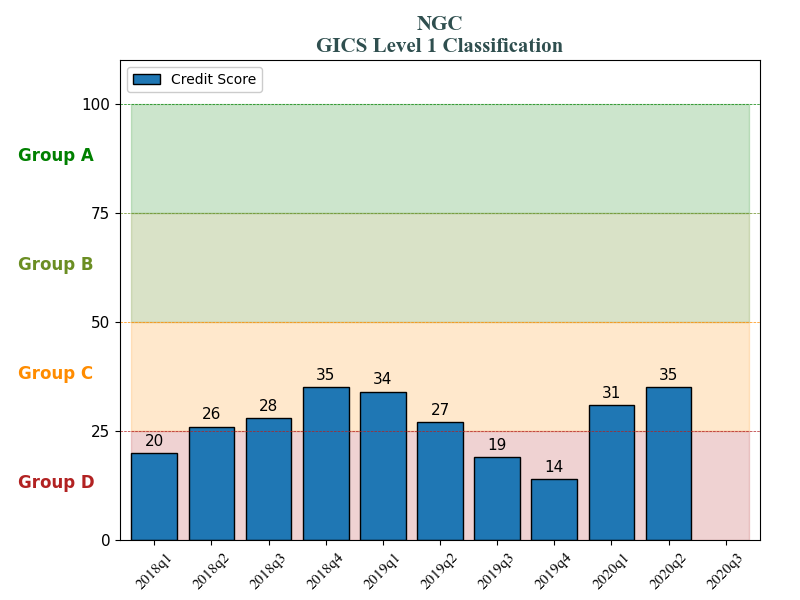 NGC
GICS Level 1 Classification
Credit Score
100
Group A
75
Group B
50
Group C
25
Group D
0
20
26
28
35
34
27
19
14
31
35
2018q1
2018q2
2018q3
2018q4
2019q1
2019q2
2019q3
2019q4
2020q1
2020q2
2020q3